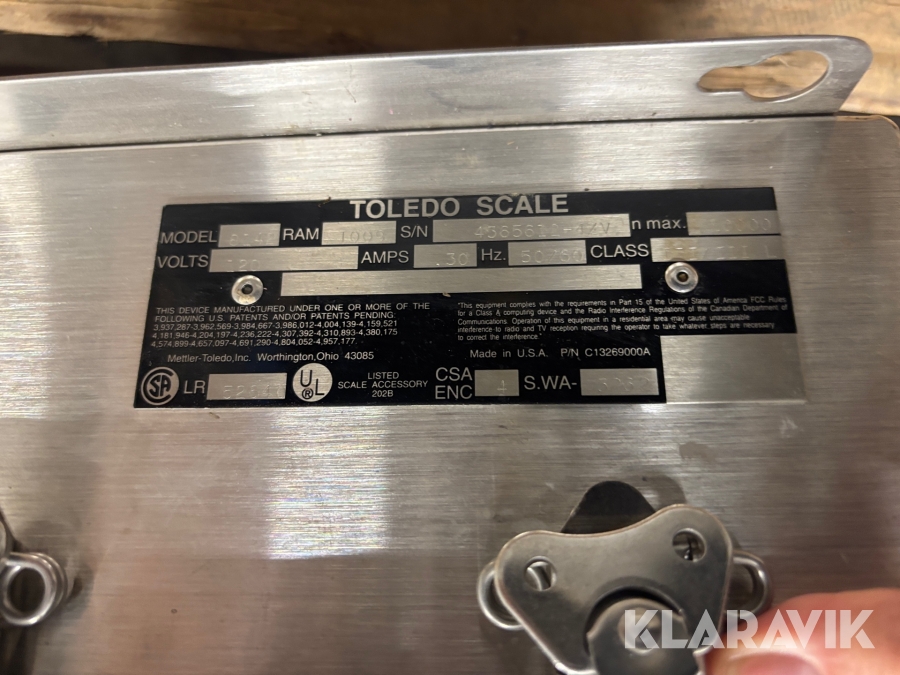 TOLEDO SCALE
MODEL RAM S/N n max.
VOLTS AMPS .30 Hz. 50/60 CLASS
THIS DEVICE MANUFACTURED UNDER ONE OR MORE OF THE
FOLLOWING U.S. PATENTS AND/OR PATENTS PENDING:
3,937,287-3,962,569-3,984,667-3,986,012-4,004,139-4,159,521
4,181,946-4,204,197-4,236,222-4,307,392-4,310,893-4,380,175
4,574,899-4,657,097-4,691,290-4,804,052-4,957,177.
"This equipment complies with the requirements in Part 15 of the United States of America FCC Rules
for a Class A computing device and the Radio Interference Regulations of the Canadian Department of
Communications. Operation of this equipment in a residential area may cause unacceptable
interference to radio and TV reception requring the operator to take whatever steps are necessary
to correct the interference."
Mettler-Toledo, Inc. Worthington, Ohio 43085
Made in U.S.A. P/N C13269000A
SA LR
UL ® LISTED
SCALE ACCESSORY
202B
CSA
ENC 4 S.WA-
KLARAVIK